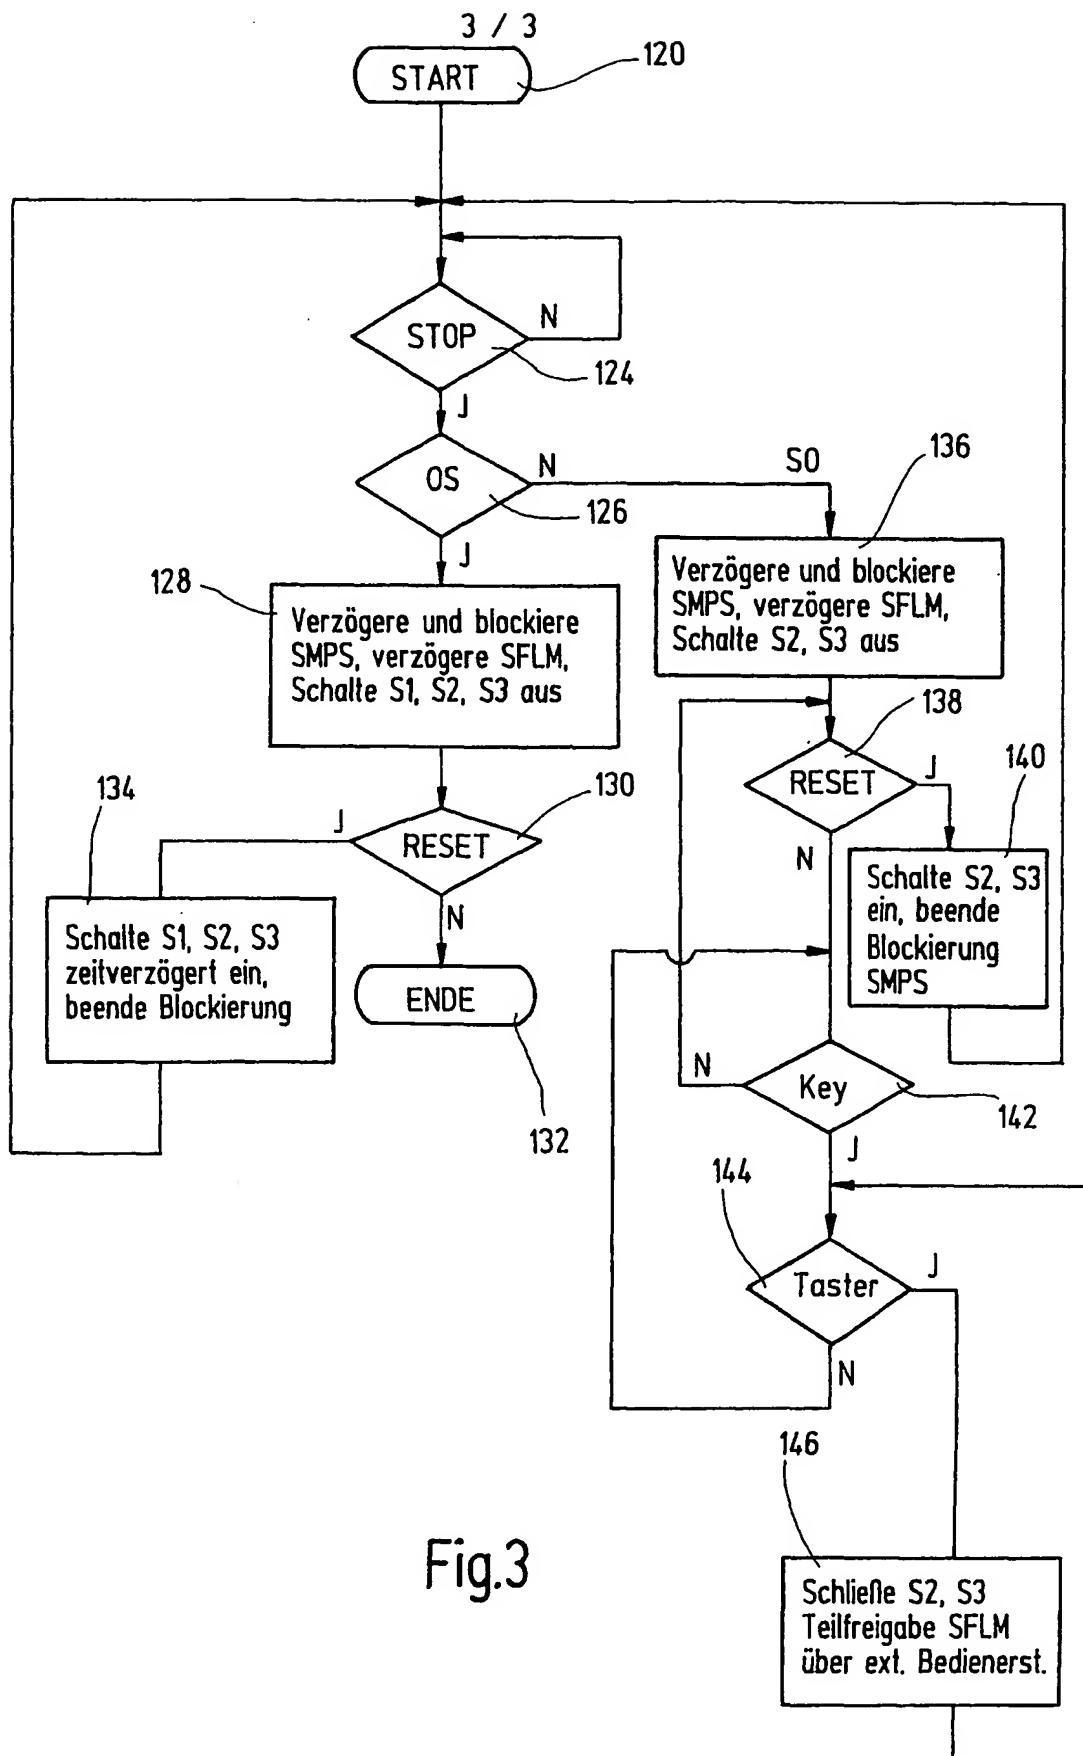 3 / 3
START
120
STOP
N
124
J
OS
N
SO
126
136
J
128
Verzögere und blockiere
SMPS, verzögere SFLM,
Schalte S1, S2, S3 aus
Verzögere und blockiere
SMPS, verzögere SFLM,
Schalte S2, S3 aus
138
134
J
RESET
130
RESET
J
140
N
N
Schalte S1, S2, S3
zeitverzögert ein,
beende Blockierung
ENDE
132
Schalte S2, S3
ein, beende
Blockierung
SMPS
N
Key
142
J
144
Taster
J
N
146
Schließe S2, S3
Teilfreigabe SFLM
über ext. Bedienerst.
Fig.3